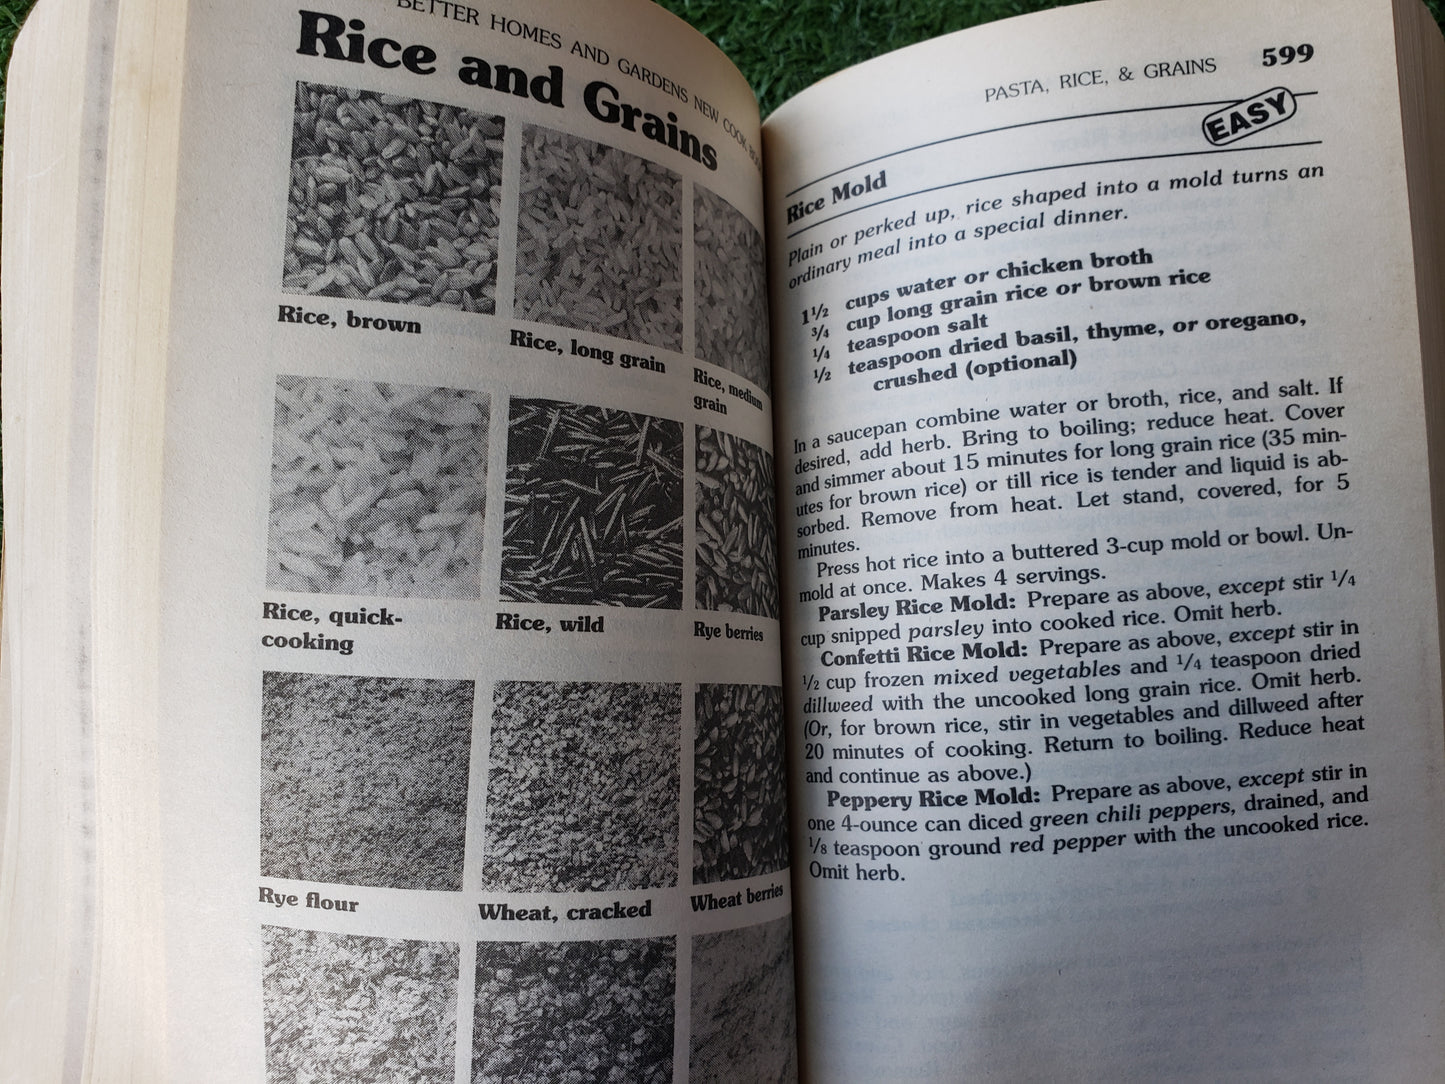 BETTER HOMES AND GARDENS NEW COOK BOOK
Rice and Grains
Rice, brown
Rice, long grain
Rice, medium
grain
Rice, quick-
cooking
Rice, wild
Rye berries
Rye flour
Wheat, cracked
Wheat berries
PASTA, RICE, & GRAINS 599
EASY
Rice Mold
Plain or perked up, rice shaped into a mold turns an
ordinary meal into a special dinner.
1½ cups water or chicken broth
¾ cup long grain rice or brown rice
¼ teaspoon salt
½ teaspoon dried basil, thyme, or oregano,
crushed (optional)
In a saucepan combine water or broth, rice, and salt. If
desired, add herb. Bring to boiling; reduce heat. Cover
and simmer about 15 minutes for long grain rice (35 min-
utes for brown rice) or till rice is tender and liquid is ab-
sorbed. Remove from heat. Let stand, covered, for 5
minutes.
Press hot rice into a buttered 3-cup mold or bowl. Un-
mold at once. Makes 4 servings.
Parsley Rice Mold: Prepare as above, except stir ¼
cup snipped parsley into cooked rice. Omit herb.
Confetti Rice Mold: Prepare as above, except stir in
½ cup frozen mixed vegetables and ¼ teaspoon dried
dillweed with the uncooked long grain rice. Omit herb.
(Or, for brown rice, stir in vegetables and dillweed after
20 minutes of cooking. Return to boiling. Reduce heat
and continue as above.)
Peppery Rice Mold: Prepare as above, except stir in
one 4-ounce can diced green chili peppers, drained, and
⅛ teaspoon ground red pepper with the uncooked rice.
Omit herb.